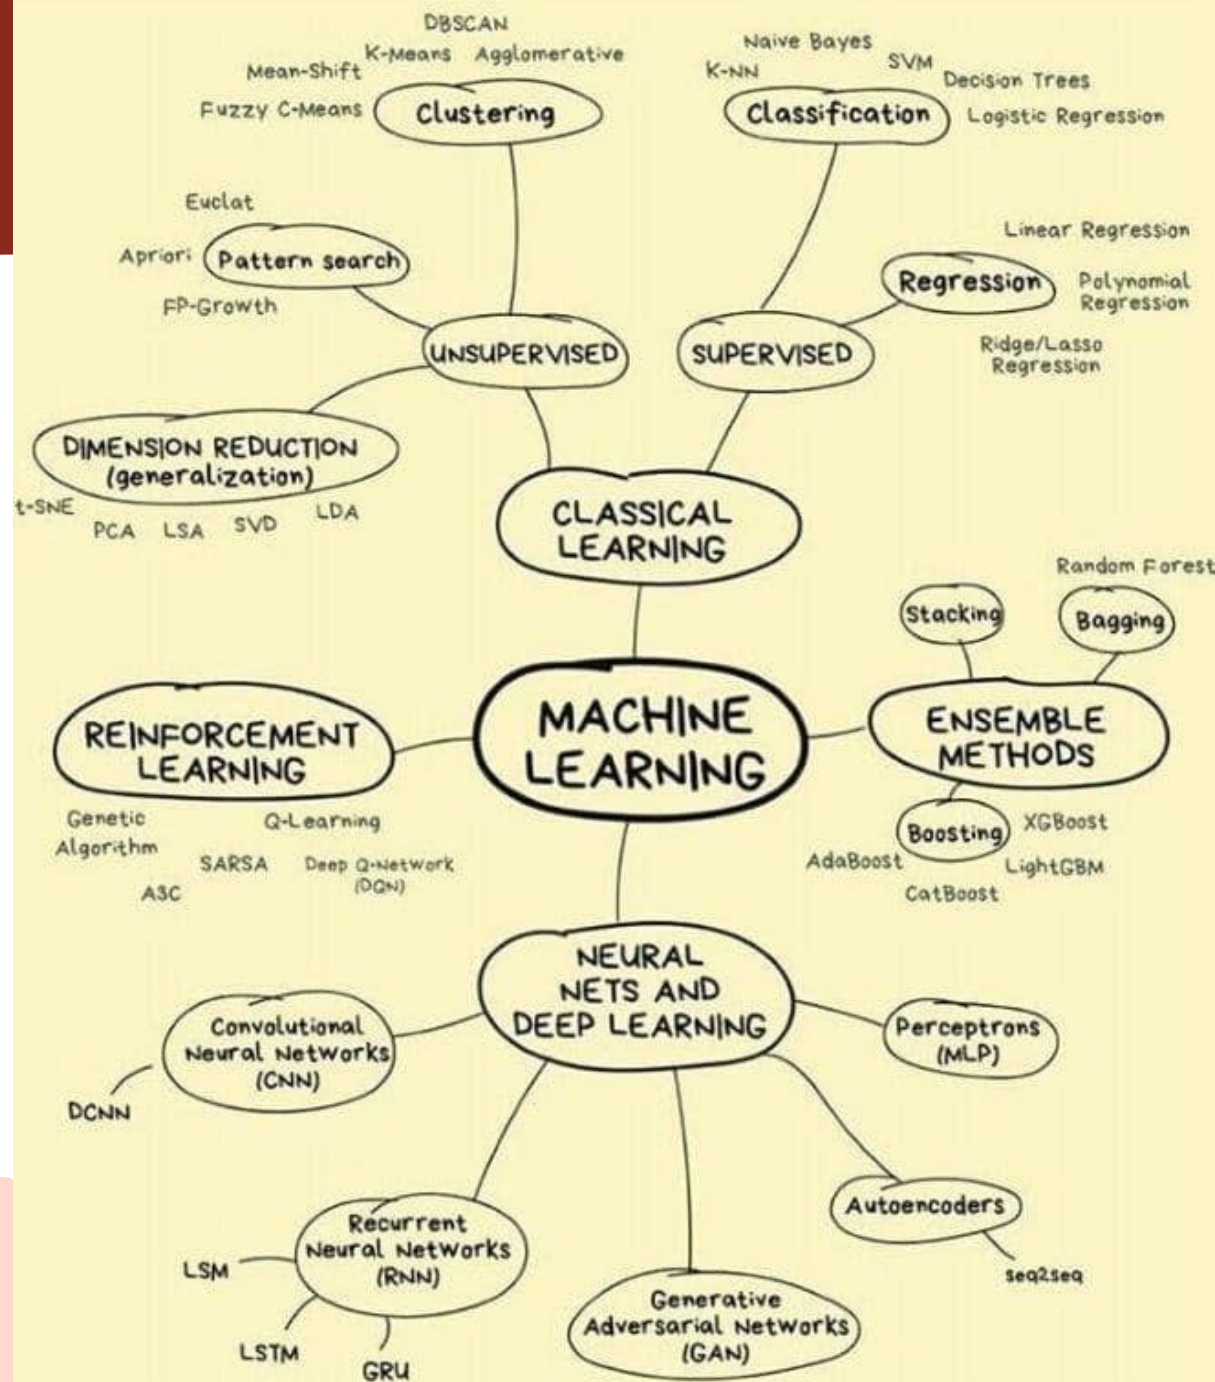 DBSCAN
K-Means Agglomerative
Mean-Shift
Fuzzy C-Means
Clustering
Naive Bayes
K-NN
SVM
Decision Trees
Classification
Logistic Regression
Euclat
Apriori
Pattern search
FP-Growth
Linear Regression
Regression
Polynomial
Regression
Ridge/Lasso
Regression
UNSUPERVISED
SUPERVISED
DIMENSION REDUCTION
(generalization)
t-SNE
PCA
LSA
SVD
LDA
CLASSICAL
LEARNING
Random Forest
Stacking
Bagging
MACHINE
LEARNING
REINFORCEMENT
LEARNING
ENSEMBLE
METHODS
Genetic
Algorithm
Q-Learning
SARSA
Deep Q-Network
(DQN)
A3C
Boosting
XGBoost
AdaBoost
LightGBM
CatBoost
NEURAL
NETS AND
DEEP LEARNING
Convolutional
Neural Networks
(CNN)
DCNN
Perceptrons
(MLP)
Autoencoders
seq2seq
Recurrent
Neural Networks
(RNN)
LSM
LSTM
GRU
Generative
Adversarial Networks
(GAN)